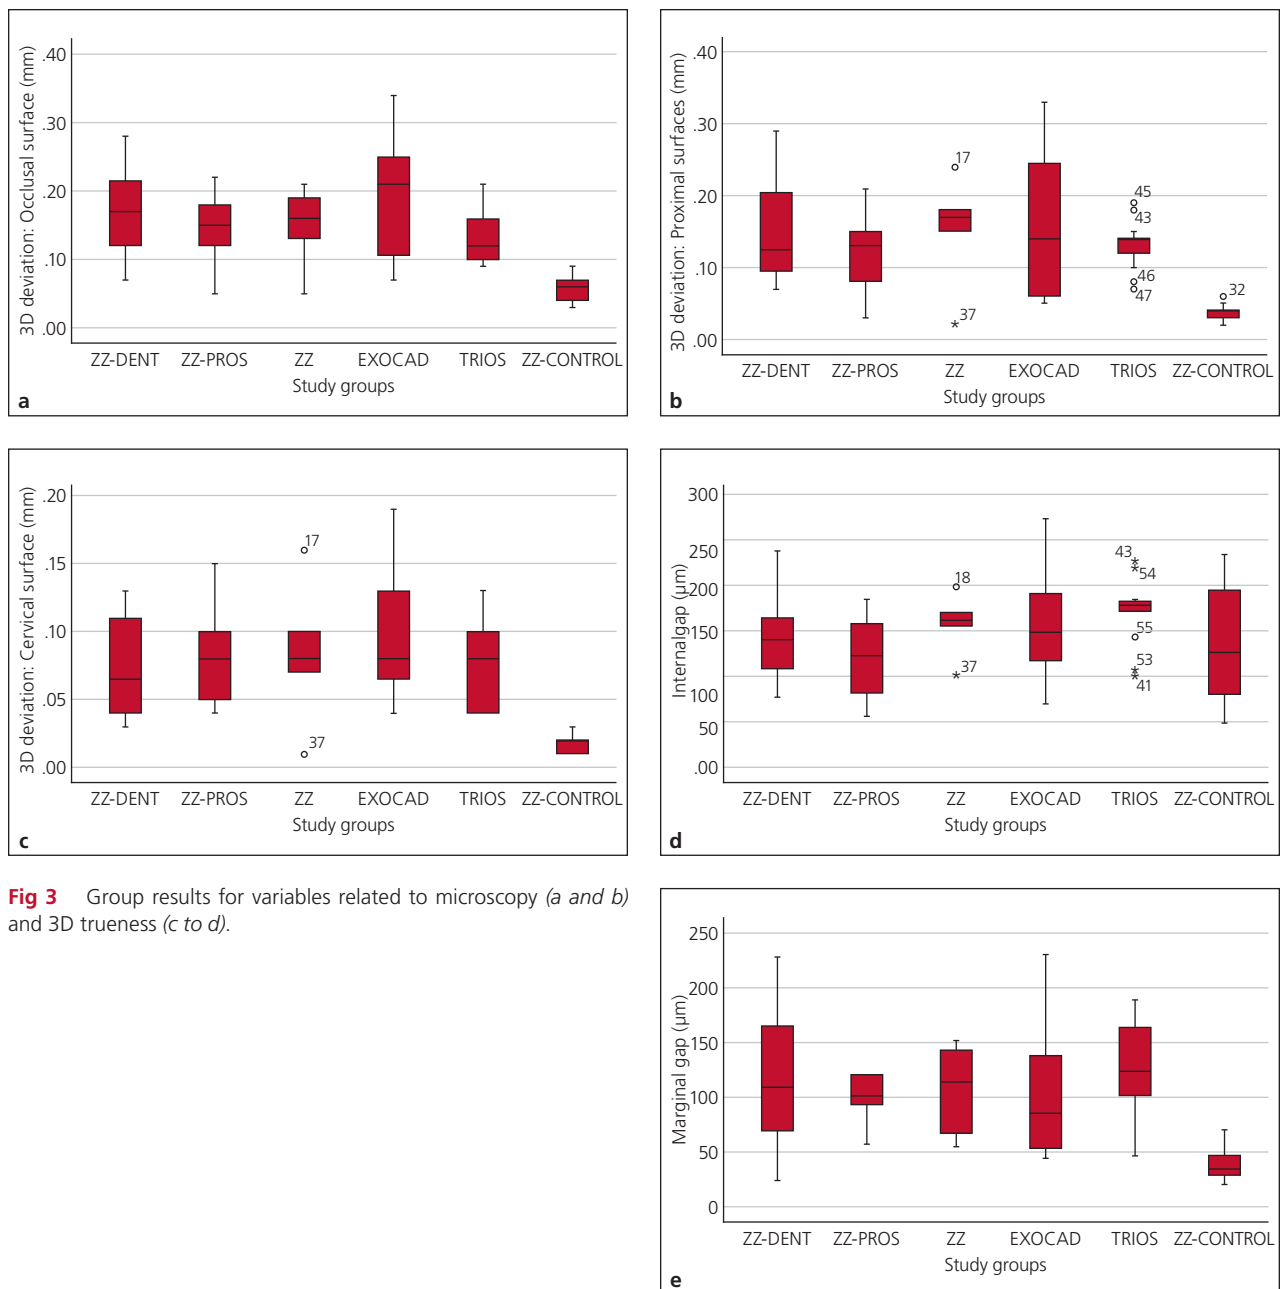 3D deviation: Occlusal surface (mm)
.40
.30
.20
.10
.00
ZZ-DENT ZZ-PROS ZZ EXOCAD TRIOS ZZ-CONTROL
Study groups
a
3D deviation: Proximal surfaces (mm)
.40
.30
.20
.10
.00
17
37
45
43
46
47
32
ZZ-DENT ZZ-PROS ZZ EXOCAD TRIOS ZZ-CONTROL
Study groups
b
3D deviation: Cervical surface (mm)
.20
.15
.10
.05
.00
17
37
ZZ-DENT ZZ-PROS ZZ EXOCAD TRIOS ZZ-CONTROL
Study groups
c
Internalgap (µm)
300
250
200
150
100
50
.00
18
37
43
54
55
53
41
ZZ-DENT ZZ-PROS ZZ EXOCAD TRIOS ZZ-CONTROL
Study groups
d
Fig 3 Group results for variables related to microscopy (a and b)
and 3D trueness (c to d).
Marginal gap (µm)
250
200
150
100
50
0
ZZ-DENT ZZ-PROS ZZ EXOCAD TRIOS ZZ-CONTROL
Study groups
e